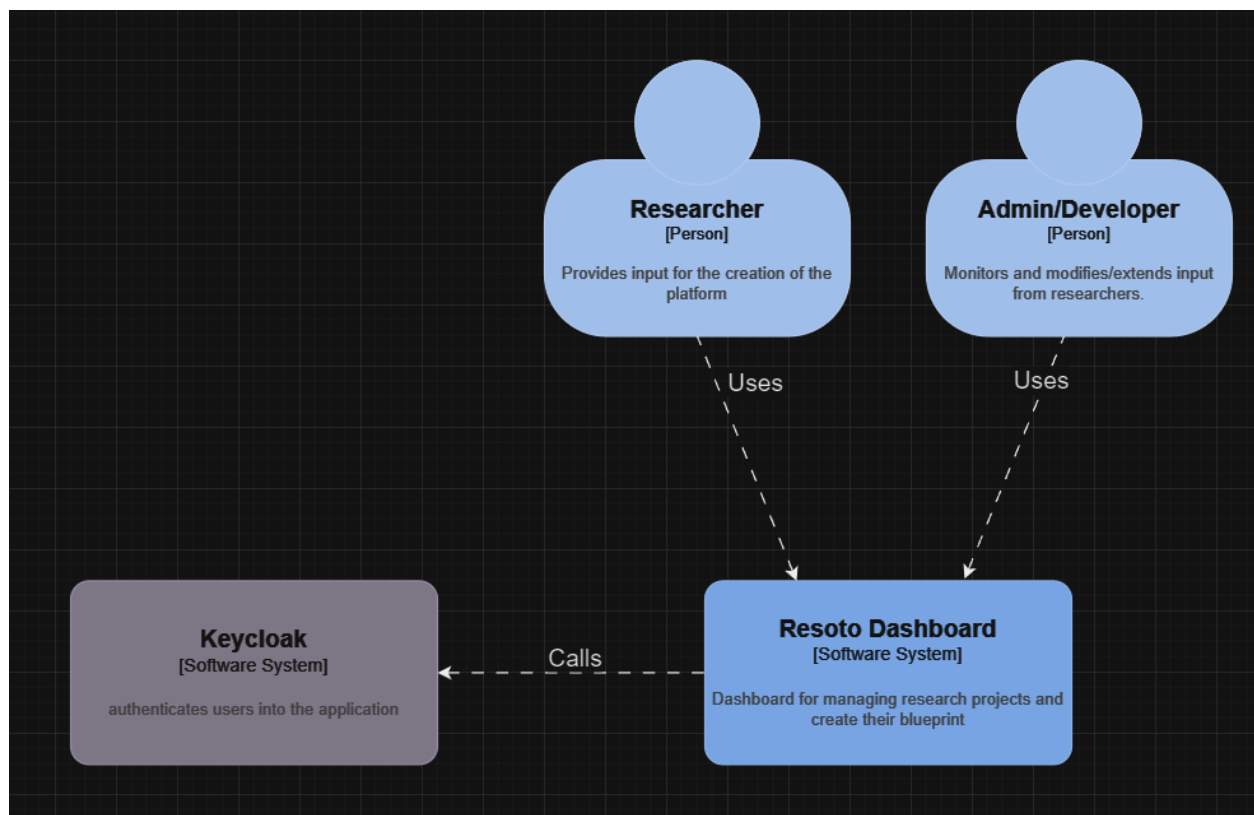 Researcher
[Person]
Provides input for the creation of the
platform
Admin/Developer
[Person]
Monitors and modifies/extends input
from researchers.
Uses
Uses
Keycloak
[Software System]
authenticates users into the application
Calls
Resoto Dashboard
[Software System]
Dashboard for managing research projects and
create their blueprint